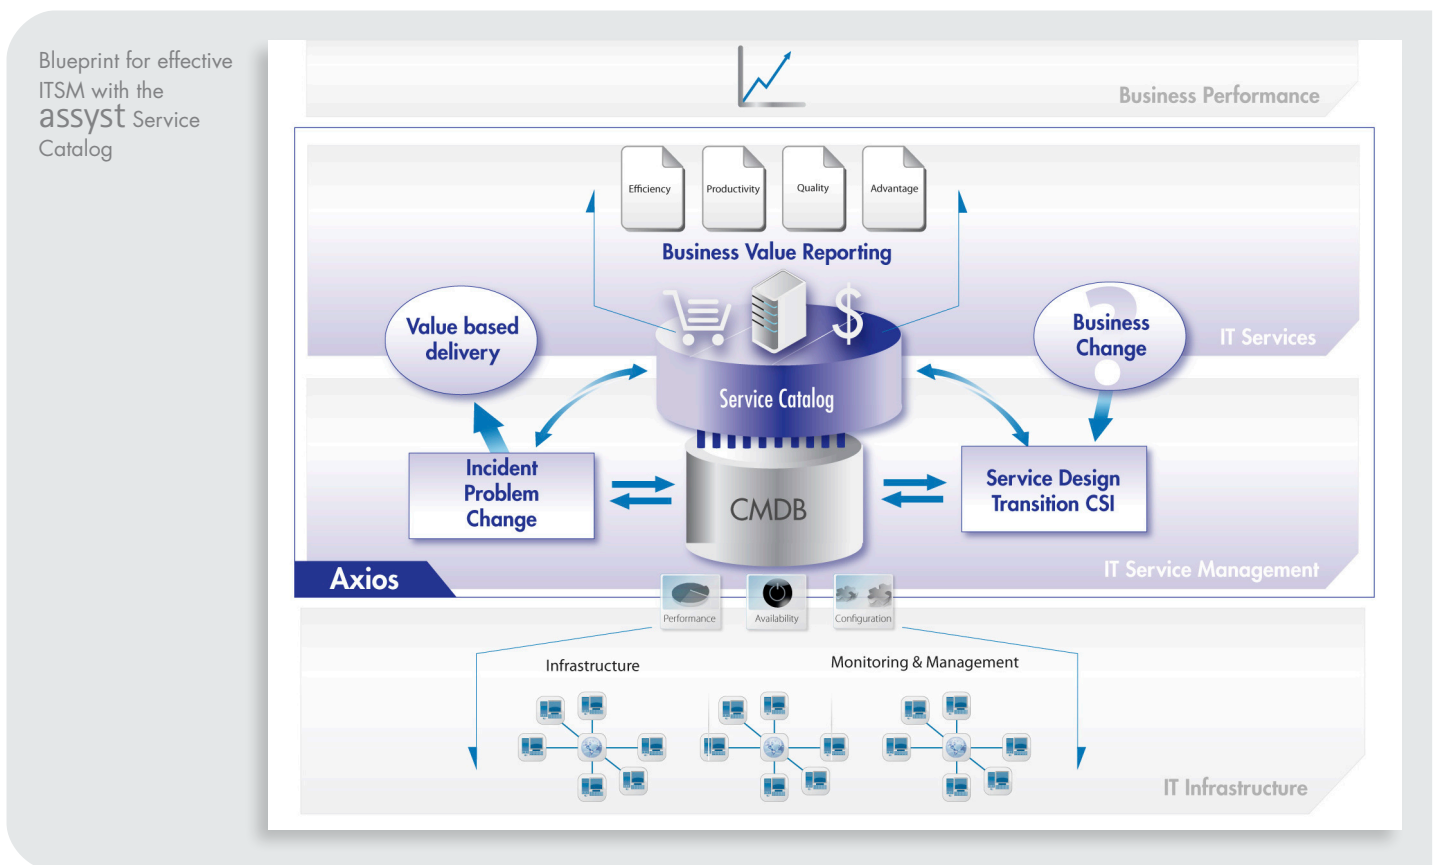 Blueprint for effective
ITSM with the
assyst Service
Catalog
Business Performance
Efficiency
Productivity
Quality
Advantage
Business Value Reporting
Value based
delivery
Business
Change
?
$
IT Services
Service Catalog
Incident
Problem
Change
CMDB
Service Design
Transition CSI
Axios
IT Service Management
Performance
Availability
Configuration
Infrastructure
Monitoring & Management
IT Infrastructure